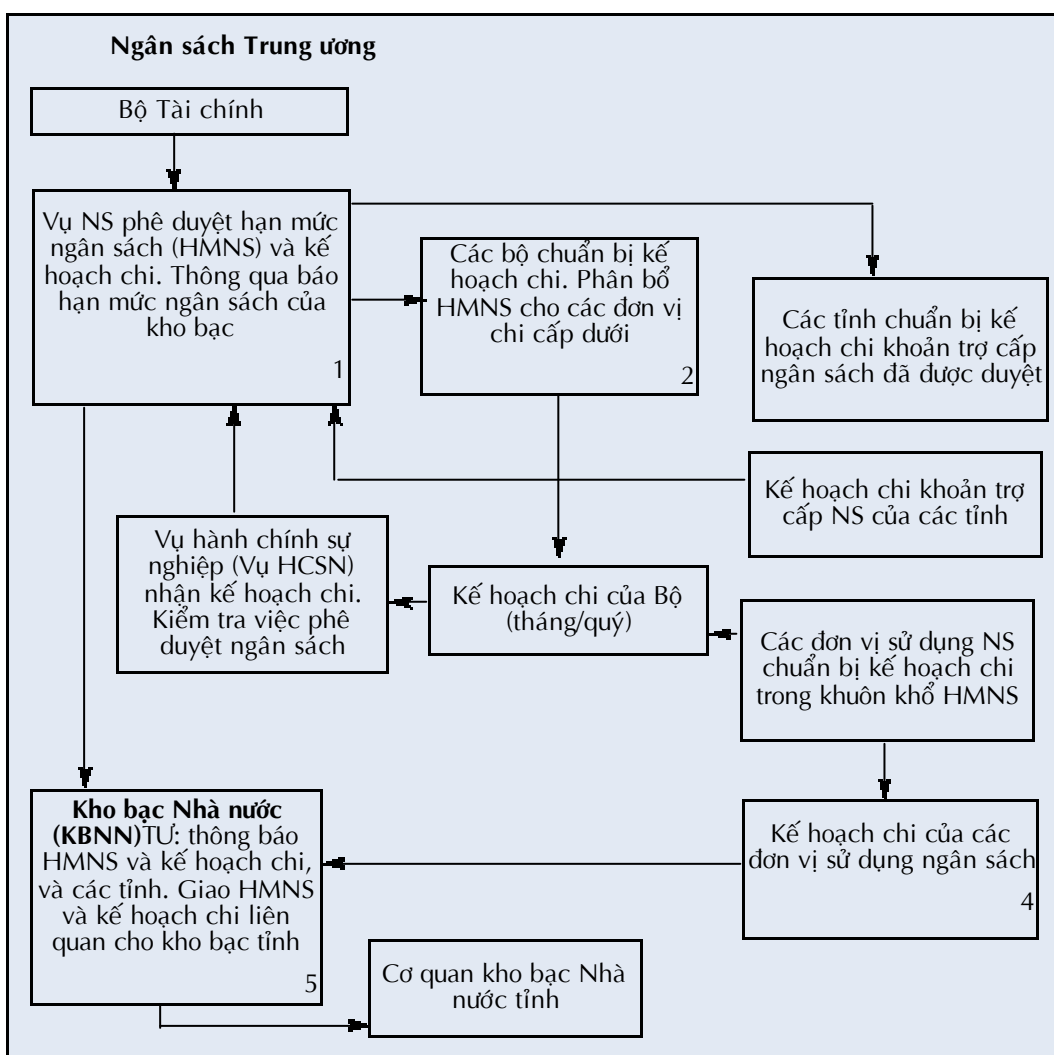 Ngân sách Trung ương
Bộ Tài chính
Vụ NS phê duyệt hạn mức
ngân sách (HMNS) và kế
hoạch chi. Thông qua báo
hạn mức ngân sách của
kho bạc
1
Các bộ chuẩn bị kế
hoạch chi. Phân bổ
HMNS cho các đơn vị
chi cấp dưới
2
Các tỉnh chuẩn bị kế
hoạch chi khoản trợ cấp
ngân sách đã được duyệt
Kế hoạch chi khoản trợ
cấp NS của các tỉnh
Vụ hành chính sự
nghiệp (Vụ HCSN)
nhận kế hoạch chi.
Kiểm tra việc phê
duyệt ngân sách
Kế hoạch chi của Bộ
(tháng/quý)
Các đơn vị sử dụng NS
chuẩn bị kế hoạch chi
trong khuôn khổ HMNS
Kho bạc Nhà nước
(KBNN)TƯ: thông báo
HMNS và kế hoạch chi,
và các tỉnh. Giao HMNS
và kế hoạch chi liên
quan cho kho bạc tỉnh
5
Kế hoạch chi của các
đơn vị sử dụng ngân sách
4
Cơ quan kho bạc Nhà
nước tỉnh